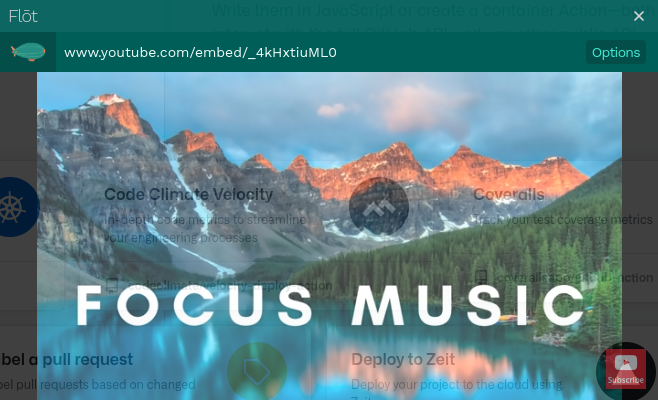 Flōt
Write them in JavaScript or create a container Action—both
www.youtube.com/embed/_4kHxtiuML0
Options
Code Climate Velocity
In-depth code metrics to streamline
your engineering processes
Coveralls
Track your test coverage metrics
FOCUS MUSIC
bel a pull request
bel pull requests based on changed
Deploy to Zeit
Deploy your project to the cloud using
Subscribe